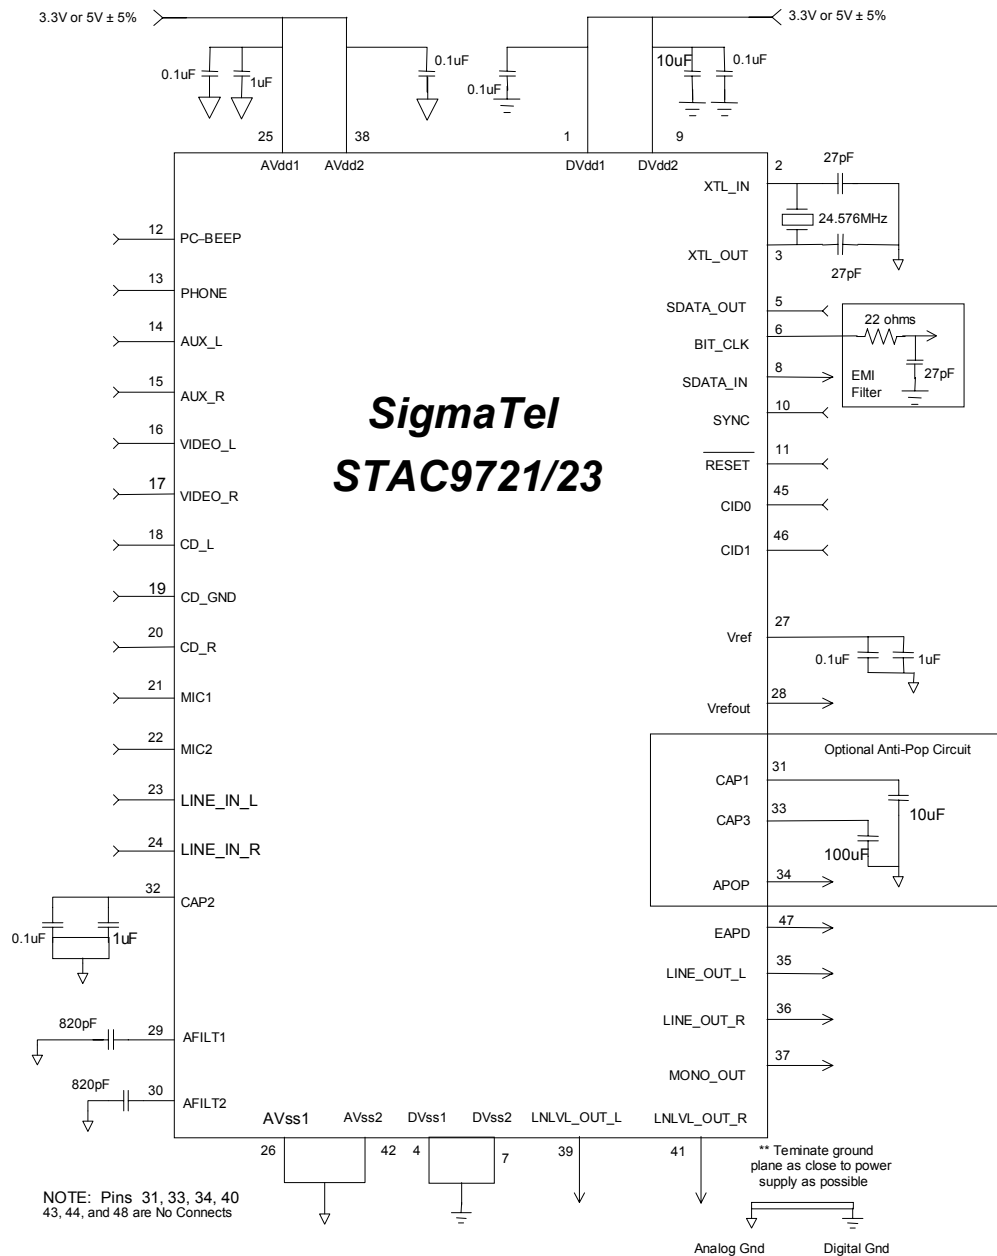 3.3V or 5V ± 5%
3.3V or 5V ± 5%
0.1uF
1uF
0.1uF
0.1uF
10uF
0.1uF
25
38
1
9
AVdd1
AVdd2
DVdd1
DVdd2
2
27pF
XTL_IN
24.576MHz
XTL_OUT
3
27pF
12
PC-BEEP
13
PHONE
14
AUX_L
15
AUX_R
16
VIDEO_L
17
VIDEO_R
18
CD_L
19
CD_GND
20
CD_R
21
MIC1
22
MIC2
23
LINE_IN_L
24
LINE_IN_R
32
CAP2
0.1uF
1uF
820pF
29
AFILT1
820pF
30
AFILT2
SigmaTel
STAC9721/23
SDATA_OUT
5
BIT_CLK
6
22 ohms
27pF
EMI
Filter
SDATA_IN
8
SYNC
10
RESET
11
CID0
45
CID1
46
Vref
27
0.1uF
1uF
Vrefout
28
Optional Anti-Pop Circuit
CAP1
31
10uF
CAP3
33
100uF
APOP
34
EAPD
47
LINE_OUT_L
35
LINE_OUT_R
36
MONO_OUT
37
AVss1
AVss2
DVss1
DVss2
LNLVL_OUT_L
LNLVL_OUT_R
26
42
4
7
39
41
** Teminate ground
plane as close to power
supply as possible
NOTE: Pins 31, 33, 34, 40
43, 44, and 48 are No Connects
Analog Gnd
Digital Gnd